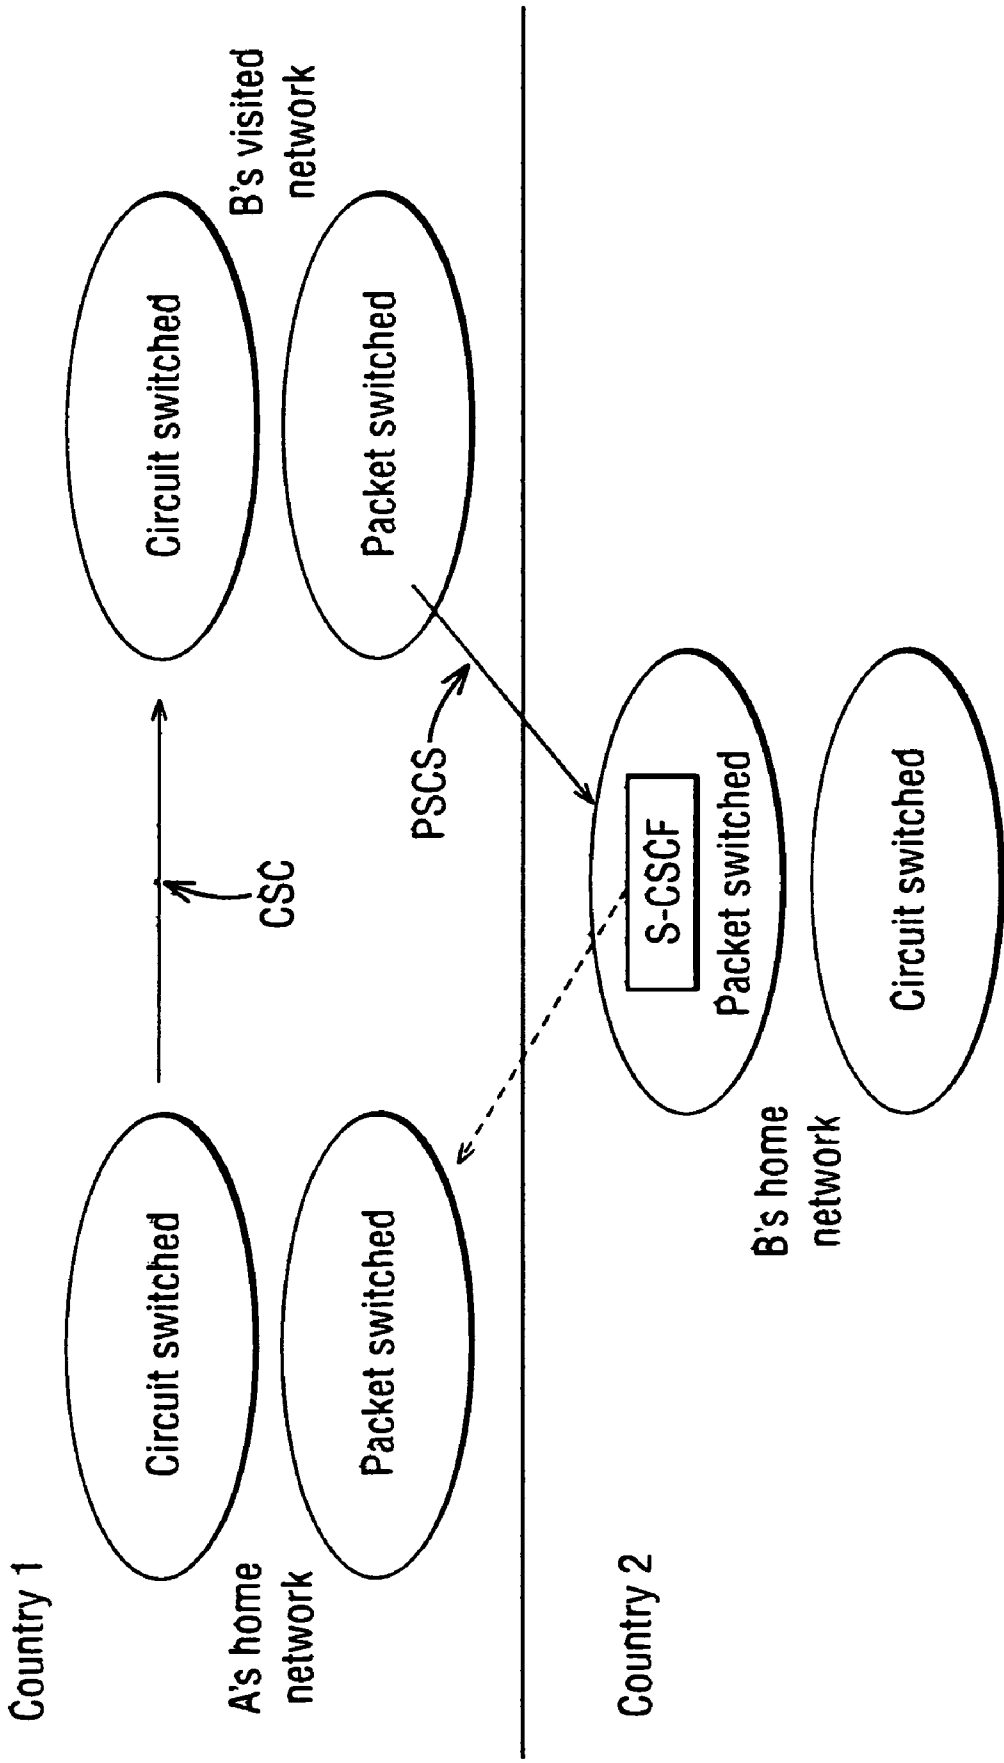 Country 1
Circuit switched
CSC
Circuit switched
A's home
network
B's visited
network
Packet switched
PSCS
Packet switched
Country 2
S-CSCF
Packet switched
B's home
network
Circuit switched